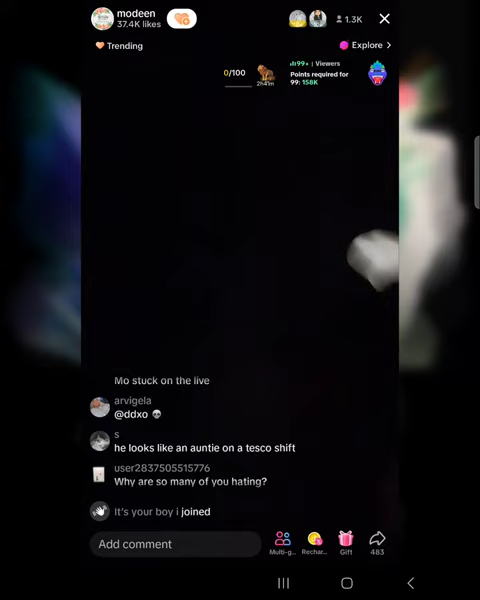 modeen
37.4K likes
1.3K
Trending
Explore
0/100
2h41m
99+ | Viewers
Points required for
99: 158K
Mo stuck on the live
arvigela
@ddxo 💀
s
he looks like an auntie on a tesco shift
user2837505515776
Why are so many of you hating?
It's your boy i joined
Add comment
Multi-g...
Rechar...
Gift
483